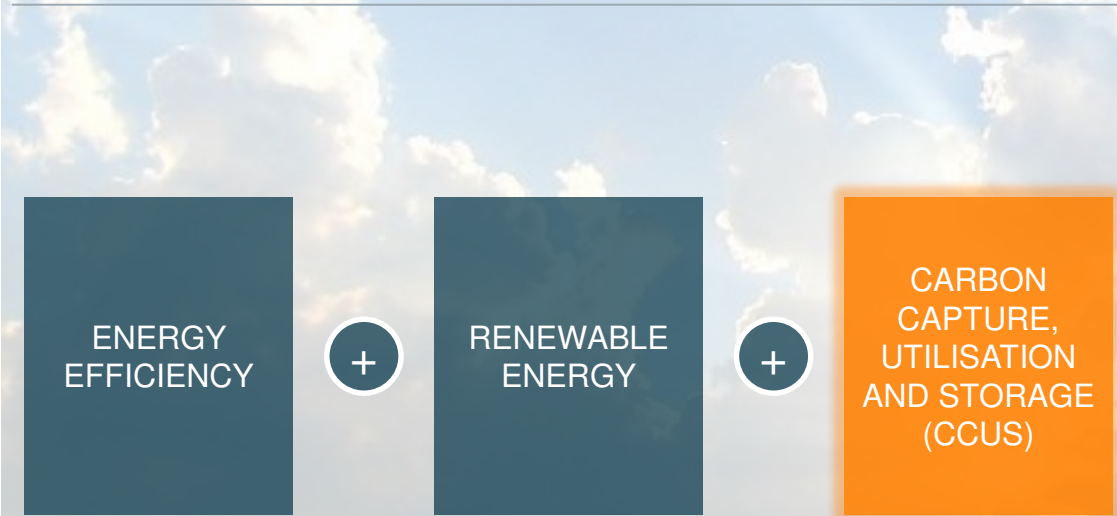 ENERGY
EFFICIENCY
+
RENEWABLE
ENERGY
+
CARBON
CAPTURE,
UTILISATION
AND STORAGE
(CCUS)